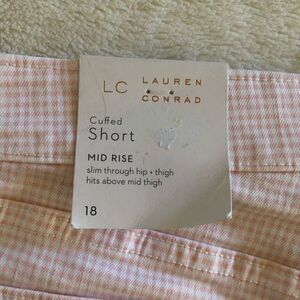 LC LAUREN
CONRAD
Cuffed
Short
MID RISE
slim through hip + thigh
hits above mid thigh
18